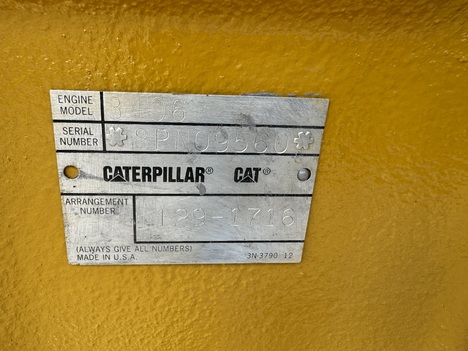 ENGINE
MODEL
SERIAL
NUMBER
CATERPILLAR® CAT®
ARRANGEMENT
NUMBER 129-1716
(ALWAYS GIVE ALL NUMBERS)
MADE IN U.S.A. 3N-3790 12